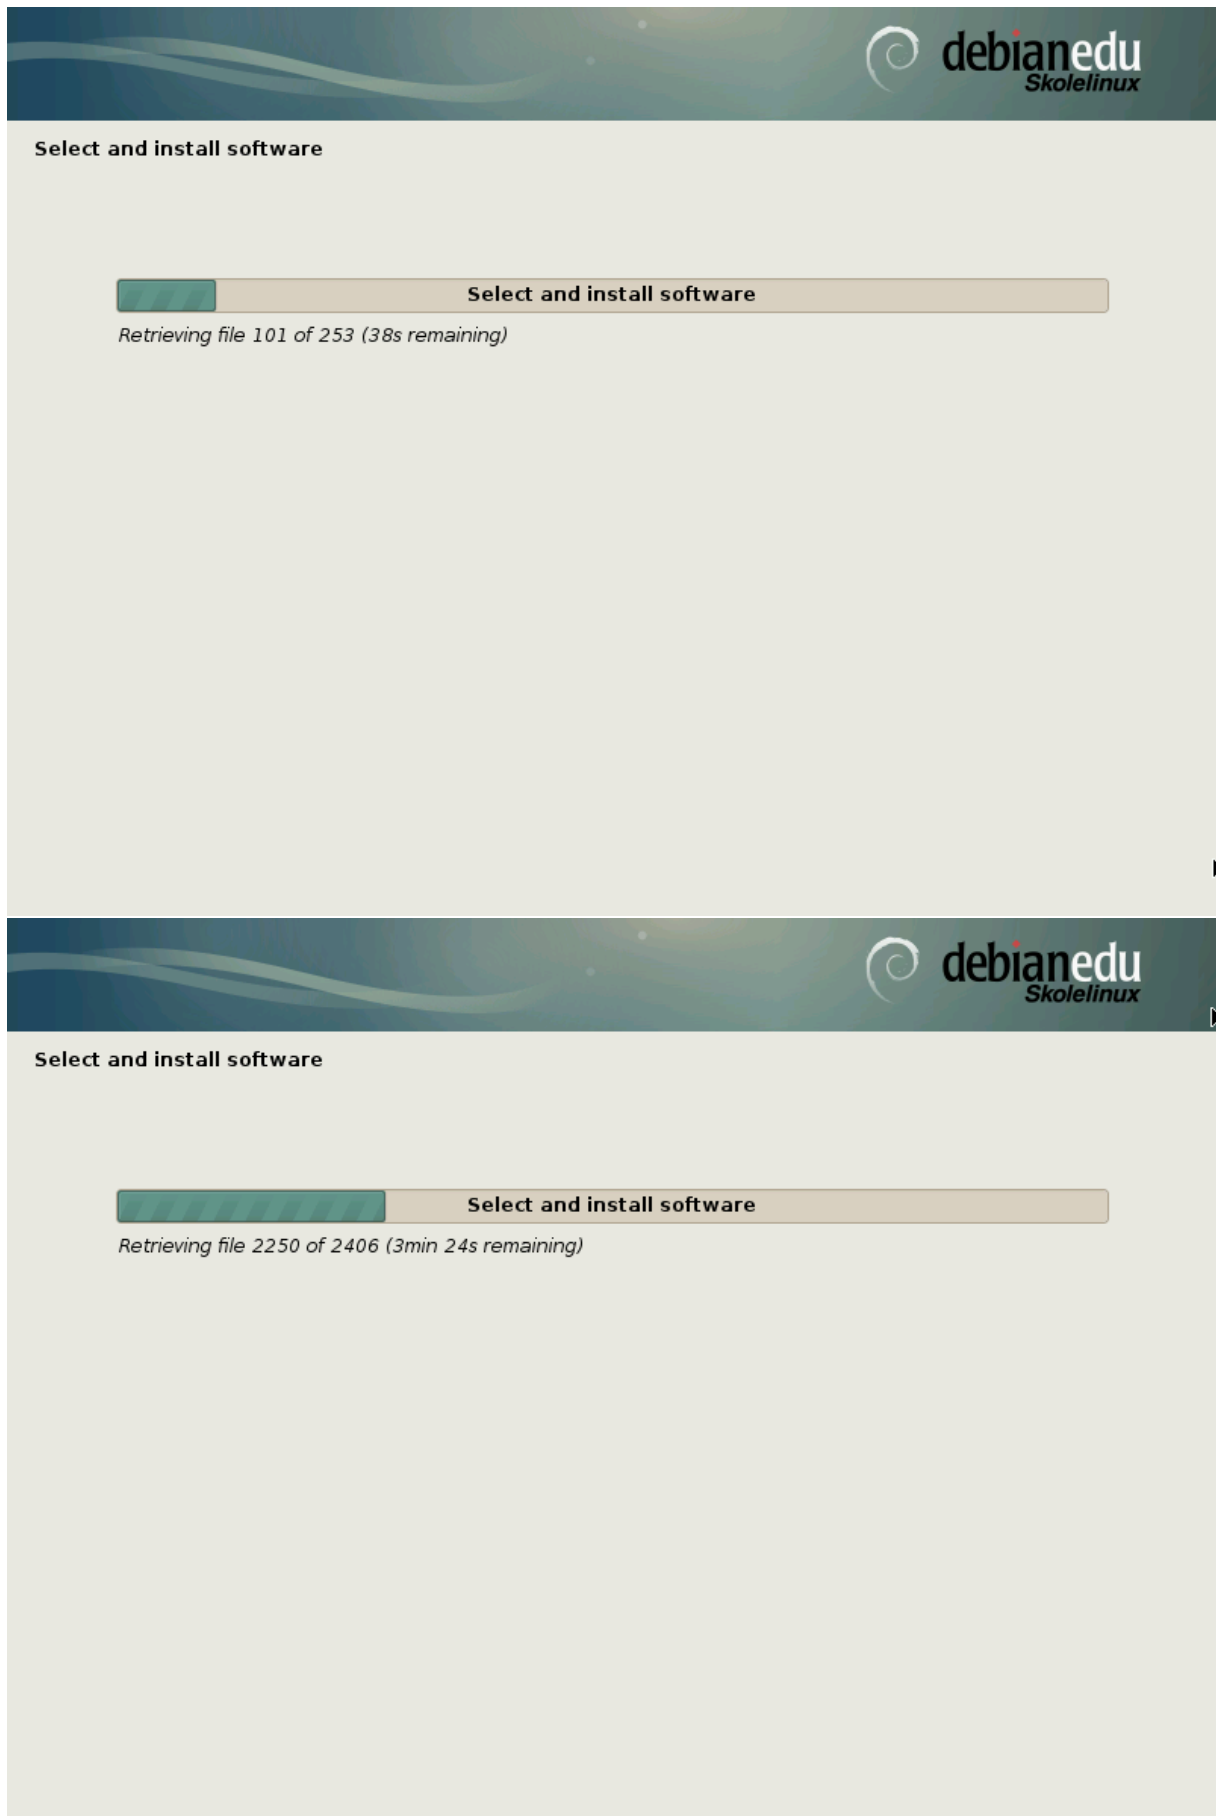 debianedu
Skolelinux
Select and install software
Select and install software
Retrieving file 101 of 253 (38s remaining)
debianedu
Skolelinux
Select and install software
Select and install software
Retrieving file 2250 of 2406 (3min 24s remaining)